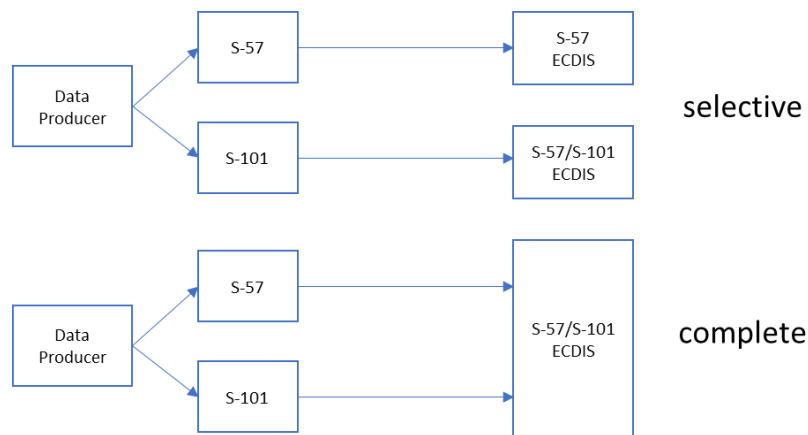 S-57
S-57
ECDIS
Data
Producer
selective
S-101
S-57/S-101
ECDIS
S-57
Data
Producer
S-57/S-101
ECDIS
complete
S-101